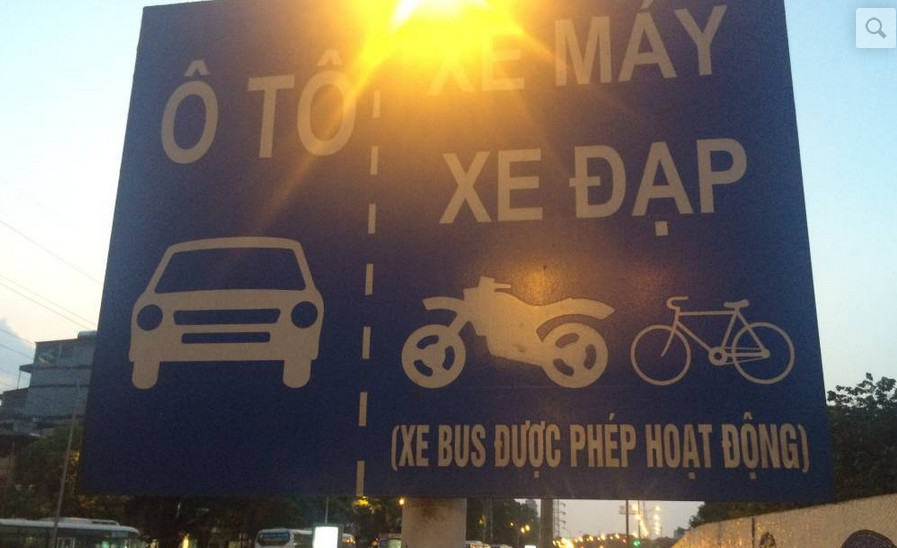 Ô TÔ
XE MÁY
XE ĐẠP
(XE BUS ĐƯỢC PHÉP HOẠT ĐỘNG)